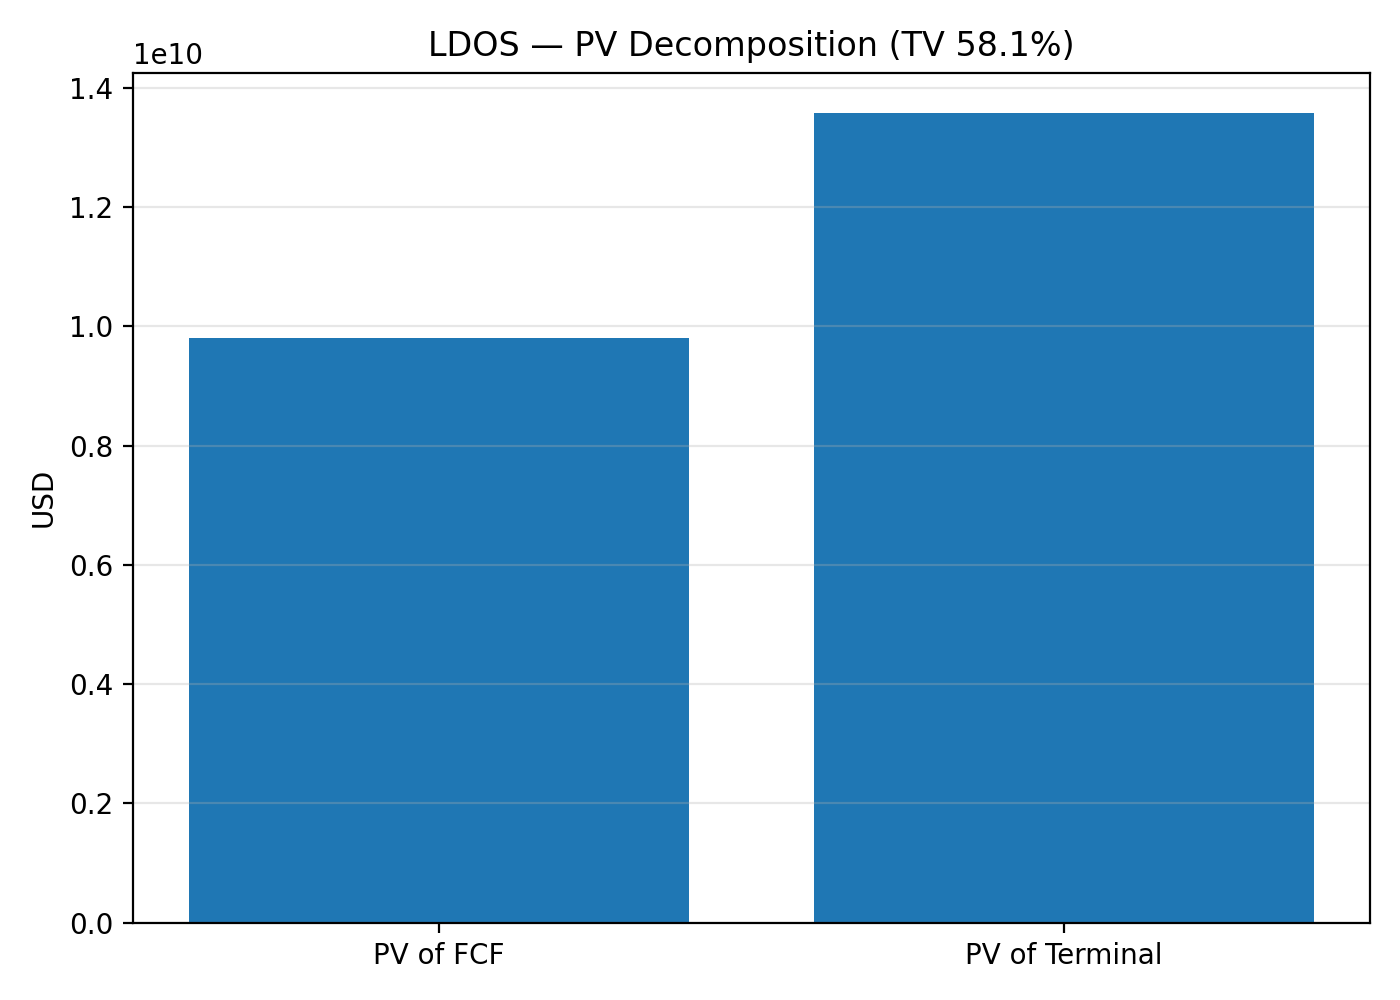 LDOS — PV Decomposition (TV 58.1%)
1e10
1.4
1.2
1.0
0.8
0.6
0.4
0.2
0.0
USD
PV of FCF
PV of Terminal